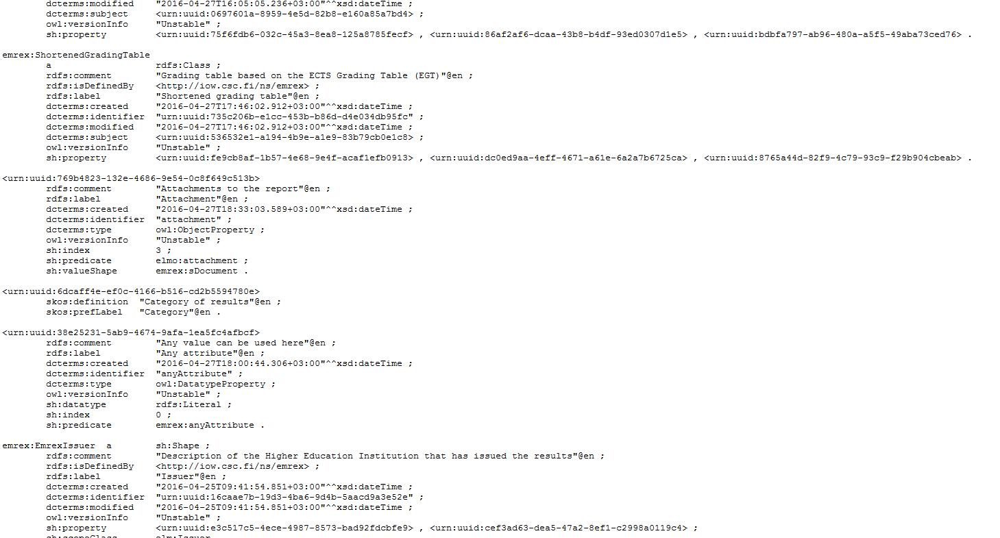 dcterms:modified "2016-04-27T16:05:05.236+03:00"^^xsd:dateTime ;
dcterms:subject <urn:uuid:0697601a-8959-4e5d-82b8-e160a85a7bd4> ;
owl:versionInfo "Unstable" ;
sh:property <urn:uuid:75f6fdb6-032c-45a3-8ea8-125a8785fecf> , <urn:uuid:86af2af6-dcaa-43b8-b4df-93ed0307d1e5> , <urn:uuid:bdbfa797-ab96-480a-a5f5-49aba73ced76> .
emrex:ShortenedGradingTable
a rdfs:Class ;
rdfs:comment "Grading table based on the ECTS Grading Table (EGT)"@en ;
rdfs:isDefinedBy <http://iow.csc.fi/ns/emrex> ;
rdfs:label "Shortened grading table"@en ;
dcterms:created "2016-04-27T17:46:02.912+03:00"^^xsd:dateTime ;
dcterms:identifier "urn:uuid:735c206b-e1cc-453b-b86d-d4e034db95fc" ;
dcterms:modified "2016-04-27T17:46:02.912+03:00"^^xsd:dateTime ;
dcterms:subject <urn:uuid:536532e1-a194-4b9e-a1e9-83b79cb0e1c8> ;
owl:versionInfo "Unstable" ;
sh:property <urn:uuid:fe9cb8af-1b57-4e68-9e4f-acaf1efb0913> , <urn:uuid:dc0ed9aa-4eff-4671-a61e-6a2a7b6725ca> , <urn:uuid:8765a44d-82f9-4c79-93c9-f29b904cbeab> .
<urn:uuid:769b4823-132e-4686-9e54-0c8f649c513b>
rdfs:comment "Attachments to the report"@en ;
rdfs:label "Attachment"@en ;
dcterms:created "2016-04-27T18:33:03.589+03:00"^^xsd:dateTime ;
dcterms:identifier "attachment" ;
dcterms:type owl:ObjectProperty ;
owl:versionInfo "Unstable" ;
sh:index 3 ;
sh:predicate elmo:attachment ;
sh:valueShape emrex:sDocument .
<urn:uuid:6dcaff4e-ef0c-4166-b516-cd2b5594780e>
skos:definition "Category of results"@en ;
skos:prefLabel "Category"@en .
<urn:uuid:38e25231-5ab9-4674-9afa-1ea5fc4afbcf>
rdfs:comment "Any value can be used here"@en ;
rdfs:label "Any attribute"@en ;
dcterms:created "2016-04-27T18:00:44.306+03:00"^^xsd:dateTime ;
dcterms:identifier "anyAttribute" ;
dcterms:type owl:DatatypeProperty ;
owl:versionInfo "Unstable" ;
sh:datatype rdfs:Literal ;
sh:index 0 ;
sh:predicate emrex:anyAttribute .
emrex:EmrexIssuer a sh:Shape ;
rdfs:comment "Description of the Higher Education Institution that has issued the results"@en ;
rdfs:isDefinedBy <http://iow.csc.fi/ns/emrex> ;
rdfs:label "Issuer"@en ;
dcterms:created "2016-04-25T09:41:54.851+03:00"^^xsd:dateTime ;
dcterms:identifier "urn:uuid:16caae7b-19d3-4ba6-9d4b-5aacd9a3e52e" ;
dcterms:modified "2016-04-25T09:41:54.851+03:00"^^xsd:dateTime ;
owl:versionInfo "Unstable" ;
sh:property <urn:uuid:e3c517c5-4ece-4987-8573-bad92fdcbfe9> , <urn:uuid:cef3ad63-dea5-47a2-8ef1-c2998a0119c4> ;